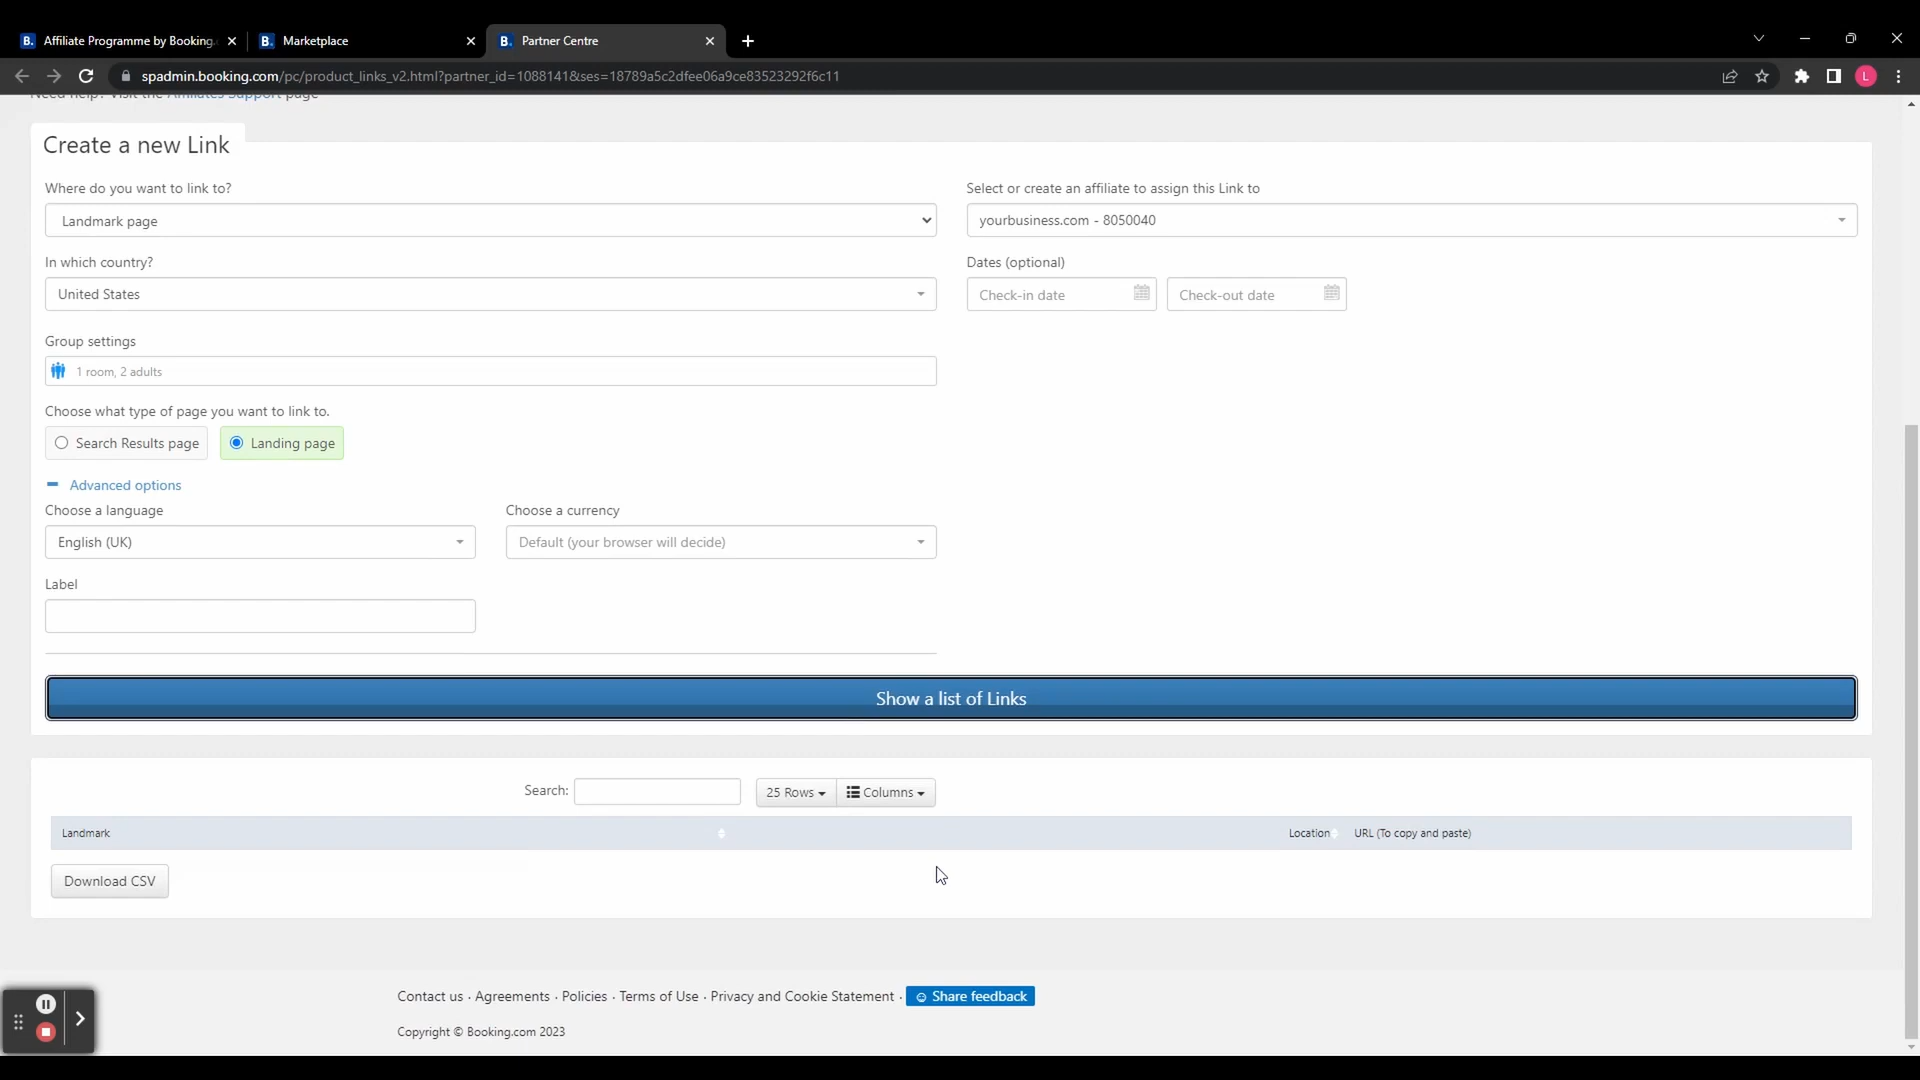 Affiliate Programme by Booking.
Marketplace
Partner Centre
spadmin.booking.com/pc/product_links_v2.html?partner_id=1088141&ses=18789a5c2dfee06a9ce83523292f6c11
L
Need help? Visit the Affiliates Support page
Create a new Link
Where do you want to link to?
Select or create an affiliate to assign this Link to
Landmark page
yourbusiness.com - 8050040
In which country?
Dates (optional)
United States
Check-in date
Check-out date
Group settings
1 room, 2 adults
Choose what type of page you want to link to.
Search Results page
Landing page
Advanced options
Choose a language
Choose a currency
English (UK)
Default (your browser will decide)
Label
Show a list of Links
Search:
25 Rows
Columns
Landmark
Location
URL (To copy and paste)
Download CSV
Contact us · Agreements · Policies · Terms of Use · Privacy and Cookie Statement ·
Share feedback
Copyright © Booking.com 2023